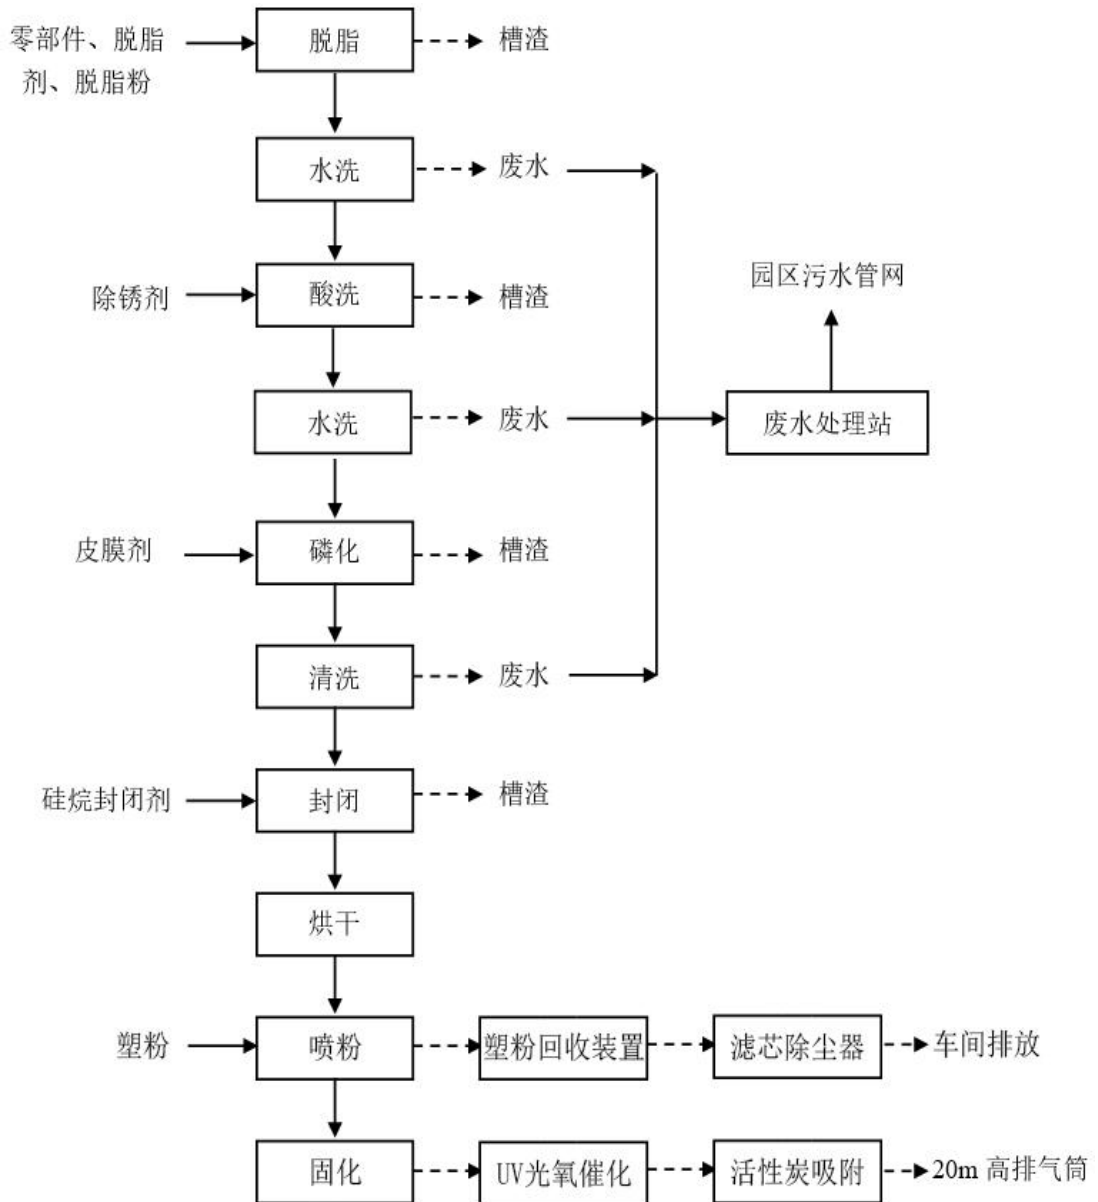 零部件、脱脂
剂、脱脂粉
脱脂
槽渣
水洗
废水
除锈剂
酸洗
槽渣
园区污水管网
水洗
废水
废水处理站
皮膜剂
磷化
槽渣
清洗
废水
硅烷封闭剂
封闭
槽渣
烘干
塑粉
喷粉
塑粉回收装置
滤芯除尘器
车间排放
固化
UV光氧催化
活性炭吸附
20m 高排气筒